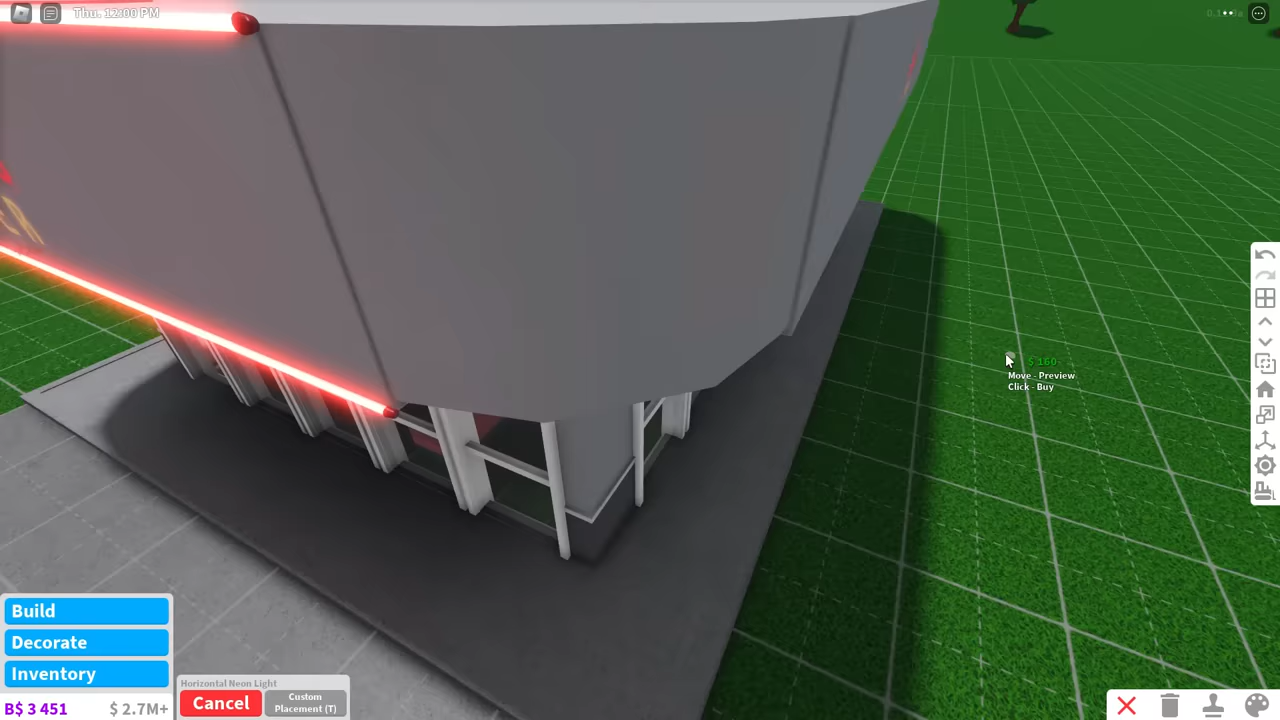 Thu. 12:00 PM
$ 160
Move - Preview
Click - Buy
Build
Decorate
Inventory
B$ 3 451
$ 2.7M+
Horizontal Neon Light
Cancel
Custom
Placement (T)